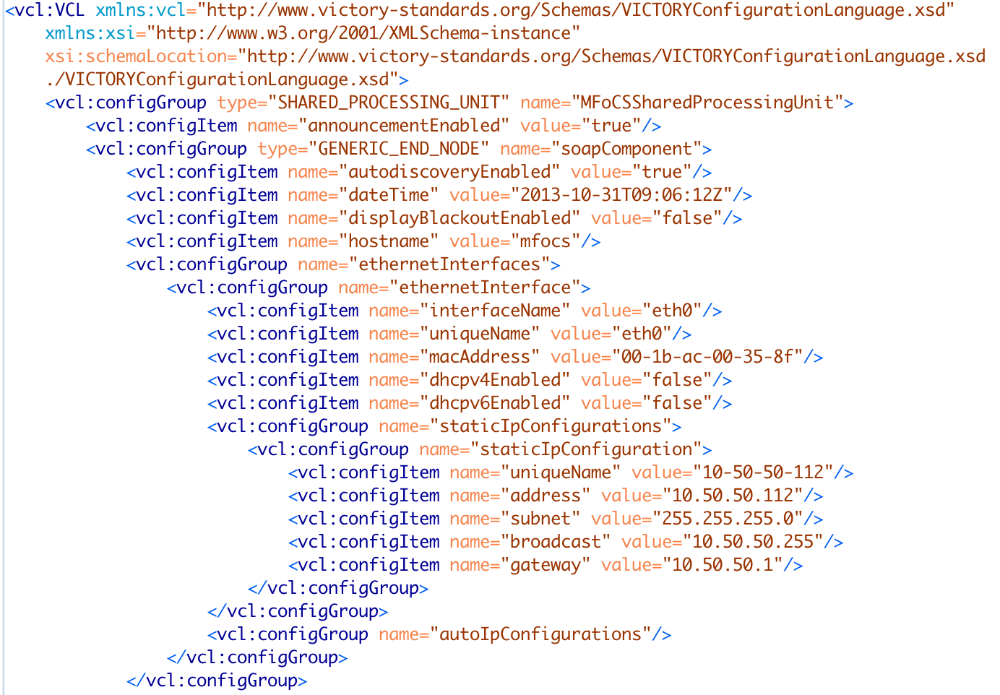 <vcl:VCL xmlns:vcl="http://www.victory-standards.org/Schemas/VICTORYConfigurationLanguage.xsd"
xmlns:xsi="http://www.w3.org/2001/XMLSchema-instance"
xsi:schemaLocation="http://www.victory-standards.org/Schemas/VICTORYConfigurationLanguage.xsd
./VICTORYConfigurationLanguage.xsd">
<vcl:configGroup type="SHARED_PROCESSING_UNIT" name="MFoCSSharedProcessingUnit">
<vcl:configItem name="announcementEnabled" value="true"/>
<vcl:configGroup type="GENERIC_END_NODE" name="soapComponent">
<vcl:configItem name="autodiscoveryEnabled" value="true"/>
<vcl:configItem name="dateTime" value="2013-10-31T09:06:12Z"/>
<vcl:configItem name="displayBlackoutEnabled" value="false"/>
<vcl:configItem name="hostname" value="mfocs"/>
<vcl:configGroup name="ethernetInterfaces">
<vcl:configGroup name="ethernetInterface">
<vcl:configItem name="interfaceName" value="eth0"/>
<vcl:configItem name="uniqueName" value="eth0"/>
<vcl:configItem name="macAddress" value="00-1b-ac-00-35-8f"/>
<vcl:configItem name="dhcpv4Enabled" value="false"/>
<vcl:configItem name="dhcpv6Enabled" value="false"/>
<vcl:configGroup name="staticIpConfigurations">
<vcl:configGroup name="staticIpConfiguration">
<vcl:configItem name="uniqueName" value="10-50-50-112"/>
<vcl:configItem name="address" value="10.50.50.112"/>
<vcl:configItem name="subnet" value="255.255.255.0"/>
<vcl:configItem name="broadcast" value="10.50.50.255"/>
<vcl:configItem name="gateway" value="10.50.50.1"/>
</vcl:configGroup>
</vcl:configGroup>
<vcl:configGroup name="autoIpConfigurations"/>
</vcl:configGroup>
</vcl:configGroup>